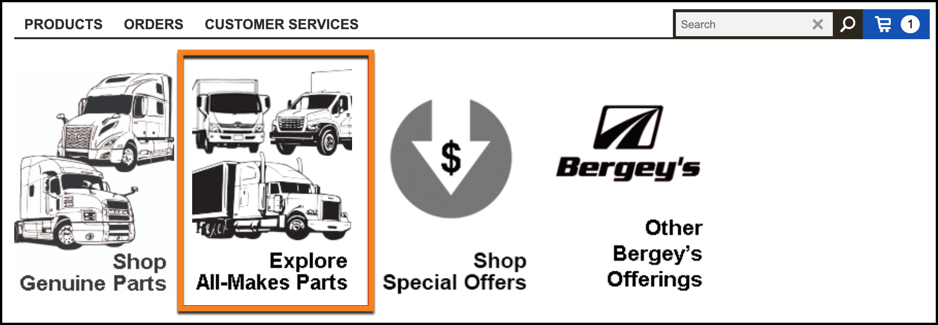 PRODUCTS ORDERS CUSTOMER SERVICES Search 1
Shop
Genuine Parts
Explore
All-Makes Parts
$
Shop
Special Offers
Bergey's
Other
Bergey's
Offerings